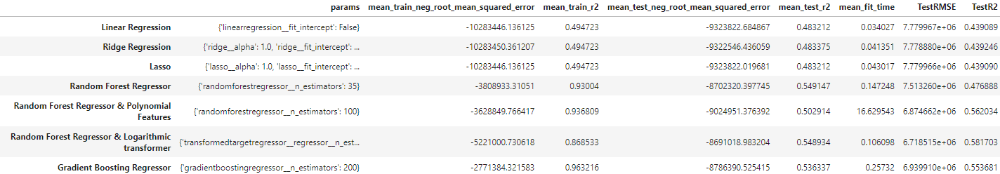 params mean_train_neg_root_mean_squared_error mean_train_r2 mean_test_neg_root_mean_squared_error mean_test_r2 mean_fit_time TestRMSE TestR2
Linear Regression {'linearregression__fit_intercept': False} -10283446.136125 0.494723 -9323822.684867 0.483212 0.034027 7.779967e+06 0.439089
Ridge Regression {'ridge__alpha': 1.0, 'ridge__fit_intercept': ... -10283450.361207 0.494723 -9322546.436059 0.483375 0.041351 7.778880e+06 0.439246
Lasso {'lasso__alpha': 1.0, 'lasso__fit_intercept': ... -10283446.136125 0.494723 -9323822.019681 0.483212 0.043017 7.779966e+06 0.439090
Random Forest Regressor {'randomforestregressor__n_estimators': 35} -3808933.31051 0.93004 -8702320.397745 0.549147 0.147248 7.513260e+06 0.476888
Random Forest Regressor & Polynomial
Features {'randomforestregressor__n_estimators': 100} -3628849.766417 0.936809 -9024951.376392 0.502914 16.629543 6.874662e+06 0.562034
Random Forest Regressor & Logarithmic
transformer {'transformedtargetregressor__regressor__n_est... -5221000.730618 0.868533 -8691018.983204 0.548934 0.106098 6.718515e+06 0.581703
Gradient Boosting Regressor {'gradientboostingregressor__n_estimators': 200} -2771384.321583 0.963216 -8786390.525415 0.536337 0.25732 6.939910e+06 0.553681